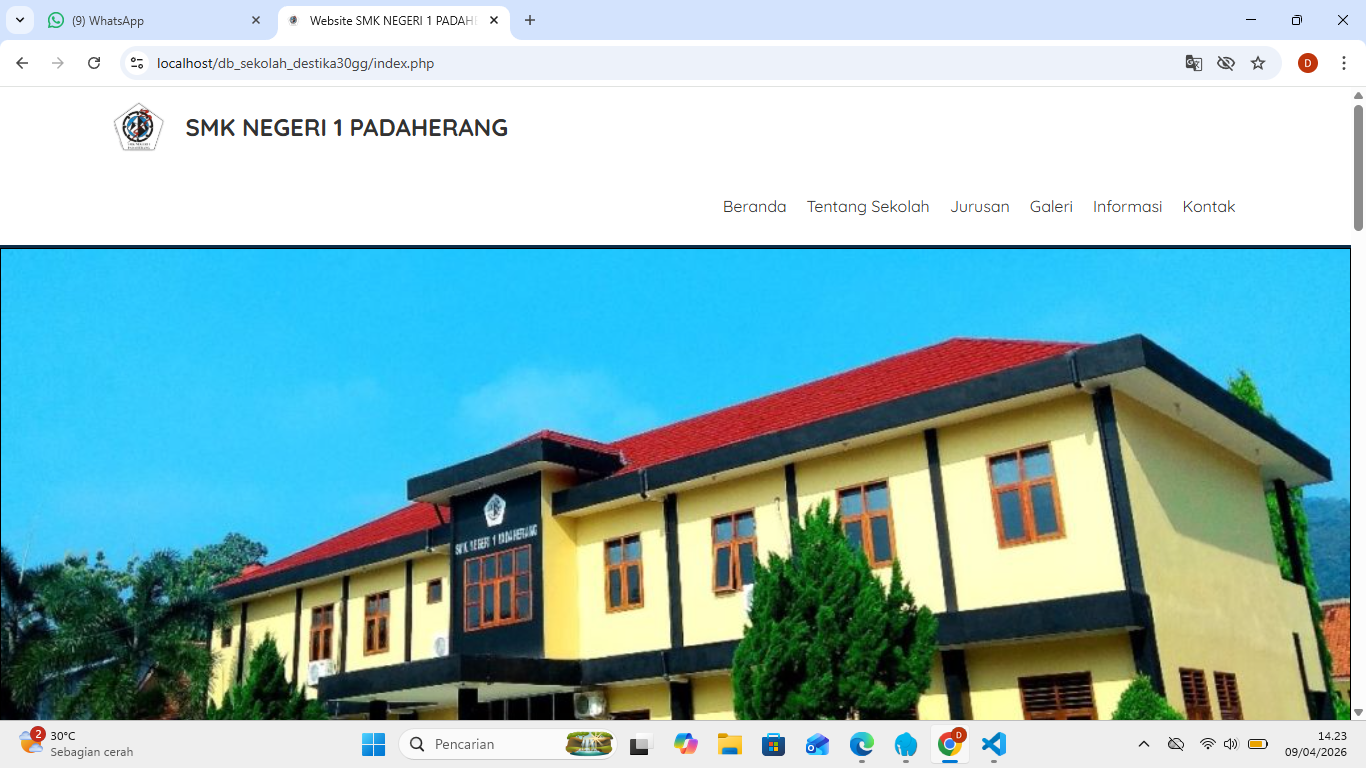 (9) WhatsApp
Website SMK NEGERI 1 PADAH
localhost/db_sekolah_destika30gg/index.php
D
SMK NEGERI 1 PADAHERANG
Beranda Tentang Sekolah Jurusan Galeri Informasi Kontak
SMK NEGERI 1 PADAHERANG
2
30°C
Sebagian cerah
Pencarian
D
14.23
09/04/2026